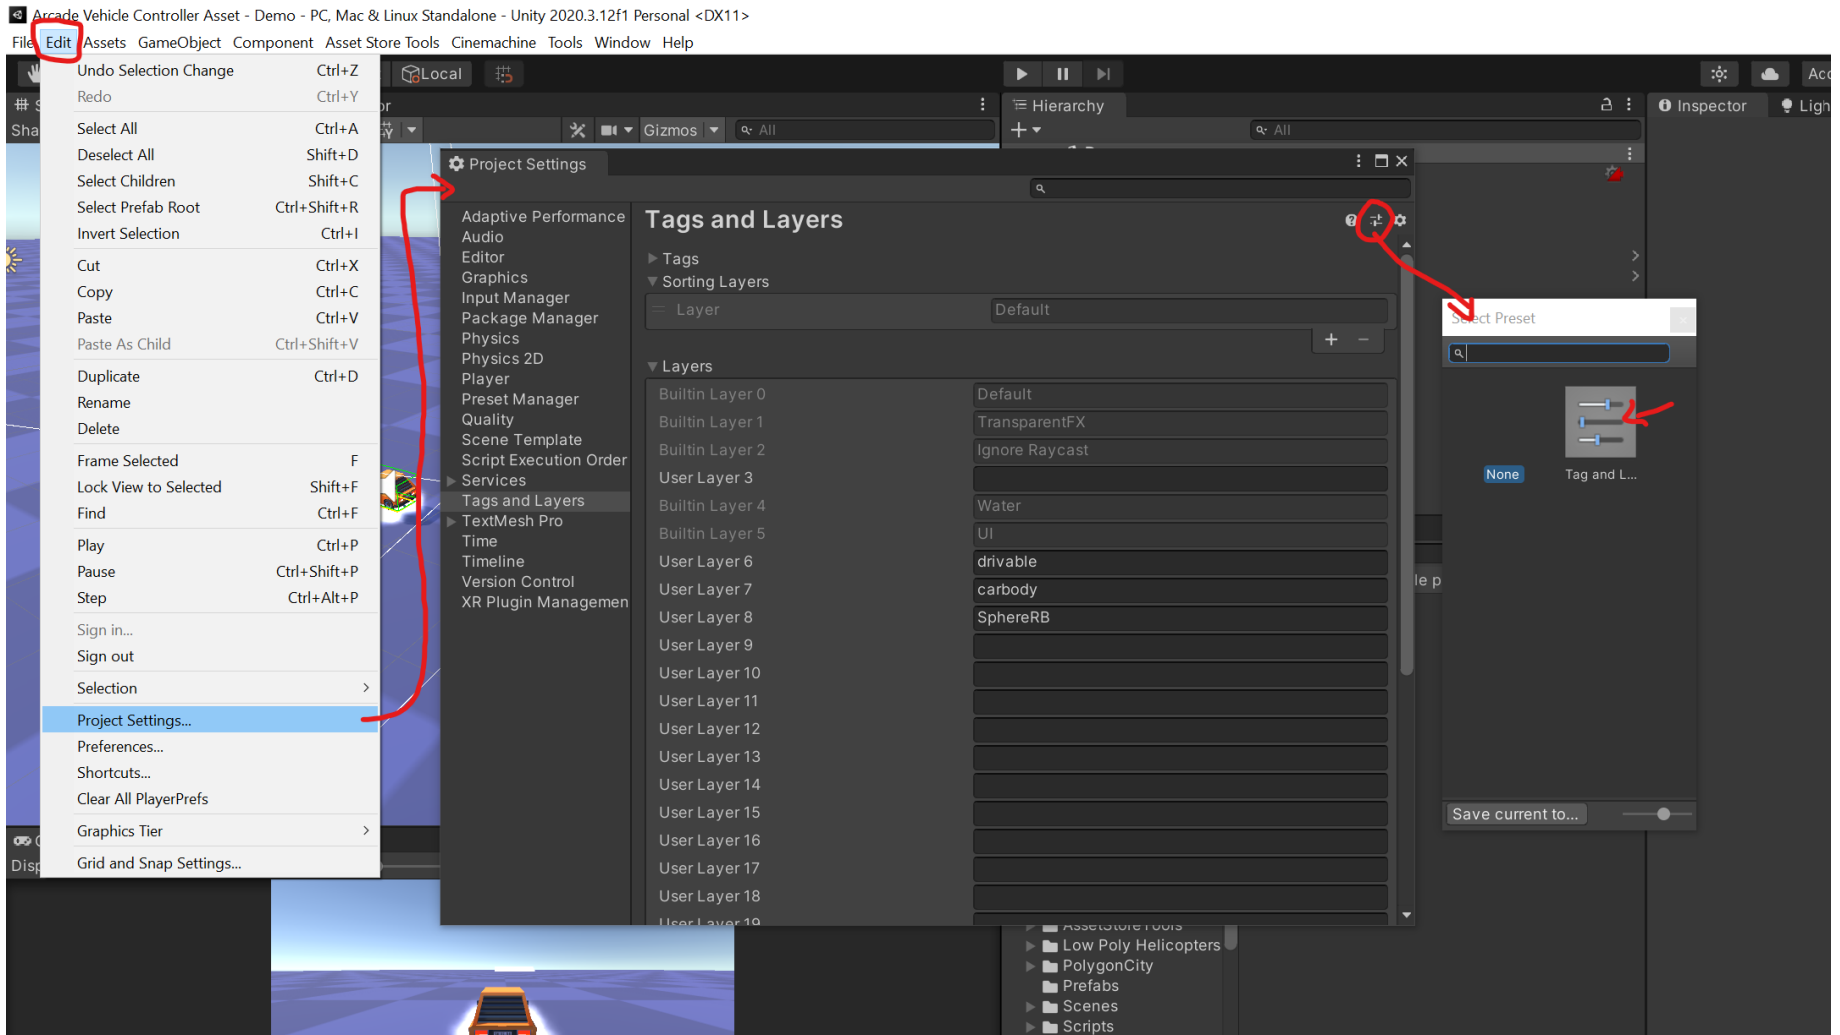 Arcade Vehicle Controller Asset - Demo - PC, Mac & Linux Standalone - Unity 2020.3.12f1 Personal <DX11>
File Edit Assets GameObject Component Asset Store Tools Cinemachine Tools Window Help
Undo Selection Change Ctrl+Z
Redo Ctrl+Y
Select All Ctrl+A
Deselect All Shift+D
Select Children Shift+C
Select Prefab Root Ctrl+Shift+R
Invert Selection Ctrl+I
Cut Ctrl+X
Copy Ctrl+C
Paste Ctrl+V
Paste As Child Ctrl+Shift+V
Duplicate Ctrl+D
Rename
Delete
Frame Selected F
Lock View to Selected Shift+F
Find Ctrl+F
Play Ctrl+P
Pause Ctrl+Shift+P
Step Ctrl+Alt+P
Sign in...
Sign out
Selection
Project Settings...
Preferences...
Shortcuts...
Clear All PlayerPrefs
Graphics Tier
Grid and Snap Settings...
Local
Acc
or
Sha
Gizmos
All
Hierarchy
All
Inspector
Ligh
Project Settings
Adaptive Performance
Audio
Editor
Graphics
Input Manager
Package Manager
Physics
Physics 2D
Player
Preset Manager
Quality
Scene Template
Script Execution Order
Services
Tags and Layers
TextMesh Pro
Time
Timeline
Version Control
XR Plugin Managemen
Tags and Layers
Tags
Sorting Layers
Layer Default
Layers
Builtin Layer 0 Default
Builtin Layer 1 TransparentFX
Builtin Layer 2 Ignore Raycast
User Layer 3
Builtin Layer 4 Water
Builtin Layer 5 UI
User Layer 6 drivable
User Layer 7 carbody
User Layer 8 SphereRB
User Layer 9
User Layer 10
User Layer 11
User Layer 12
User Layer 13
User Layer 14
User Layer 15
User Layer 16
User Layer 17
User Layer 18
User Layer 19
Select Preset
None
Tag and L...
Save current to...
le p
Disp
AssetStoreTools
Low Poly Helicopters
PolygonCity
Prefabs
Scenes
Scripts